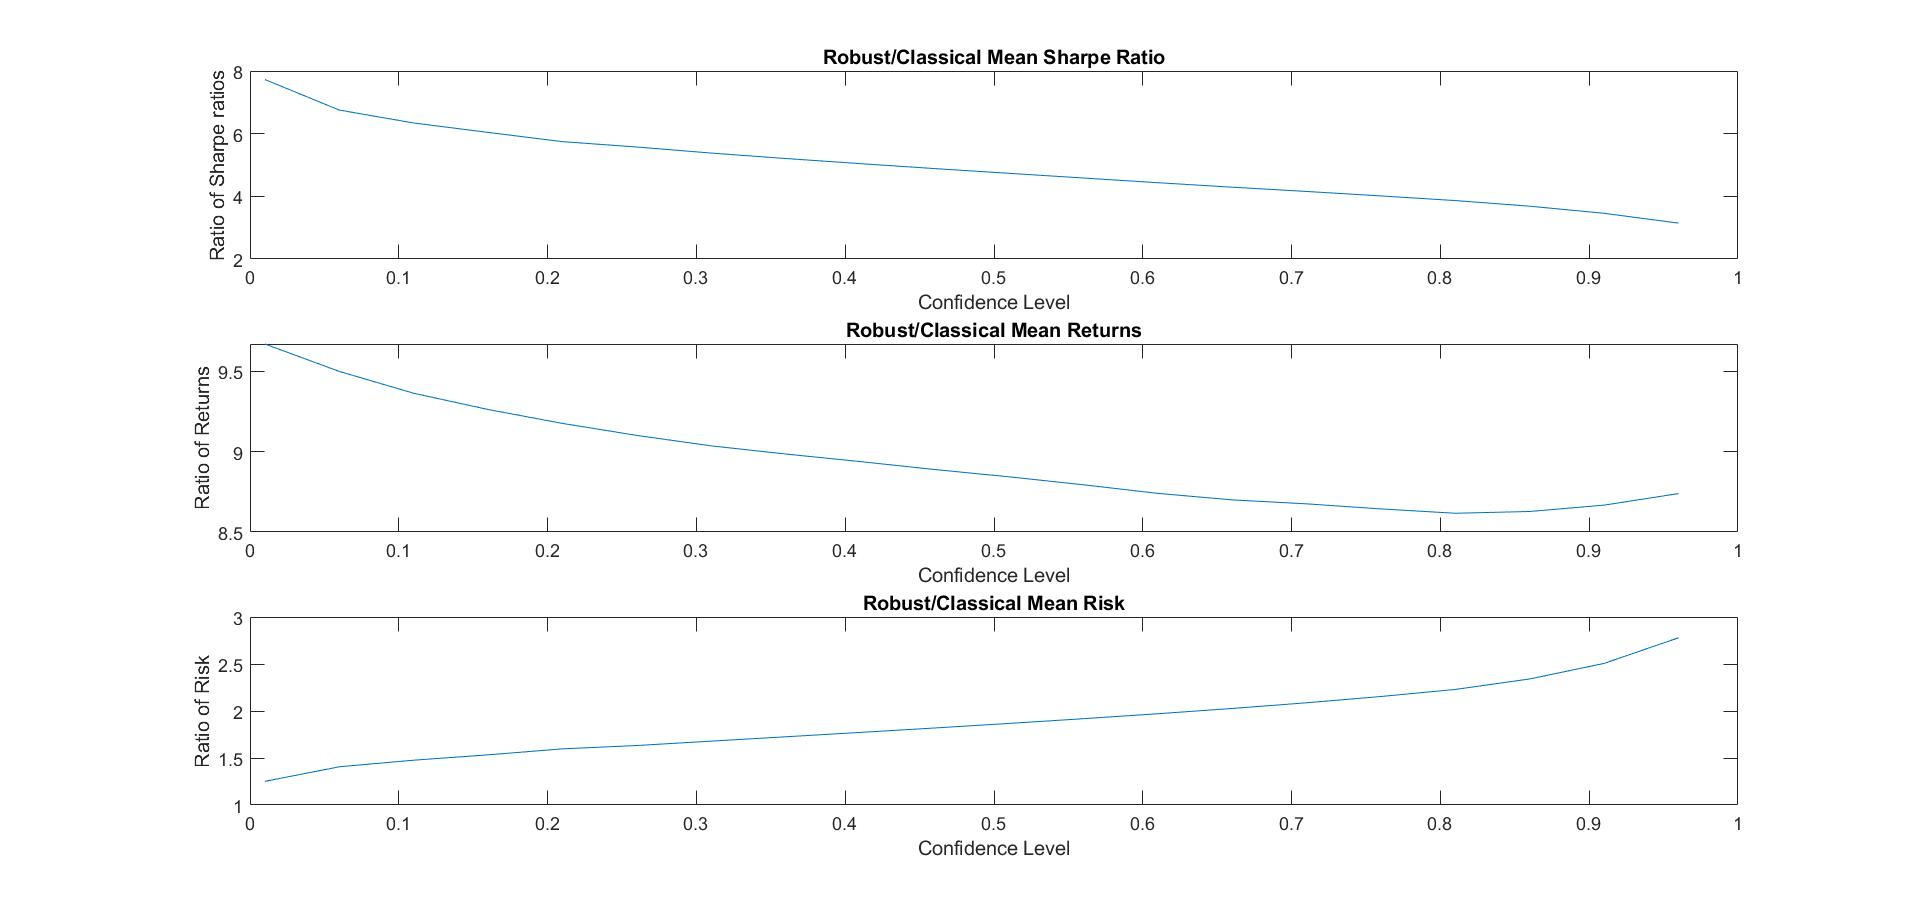 Robust/Classical Mean Sharpe Ratio
Ratio of Sharpe ratios
8
6
4
2
0 0.1 0.2 0.3 0.4 0.5 0.6 0.7 0.8 0.9 1
Confidence Level
Robust/Classical Mean Returns
Ratio of Returns
9.5
9
8.5
0 0.1 0.2 0.3 0.4 0.5 0.6 0.7 0.8 0.9 1
Confidence Level
Robust/Classical Mean Risk
Ratio of Risk
3
2.5
2
1.5
1
0 0.1 0.2 0.3 0.4 0.5 0.6 0.7 0.8 0.9 1
Confidence Level